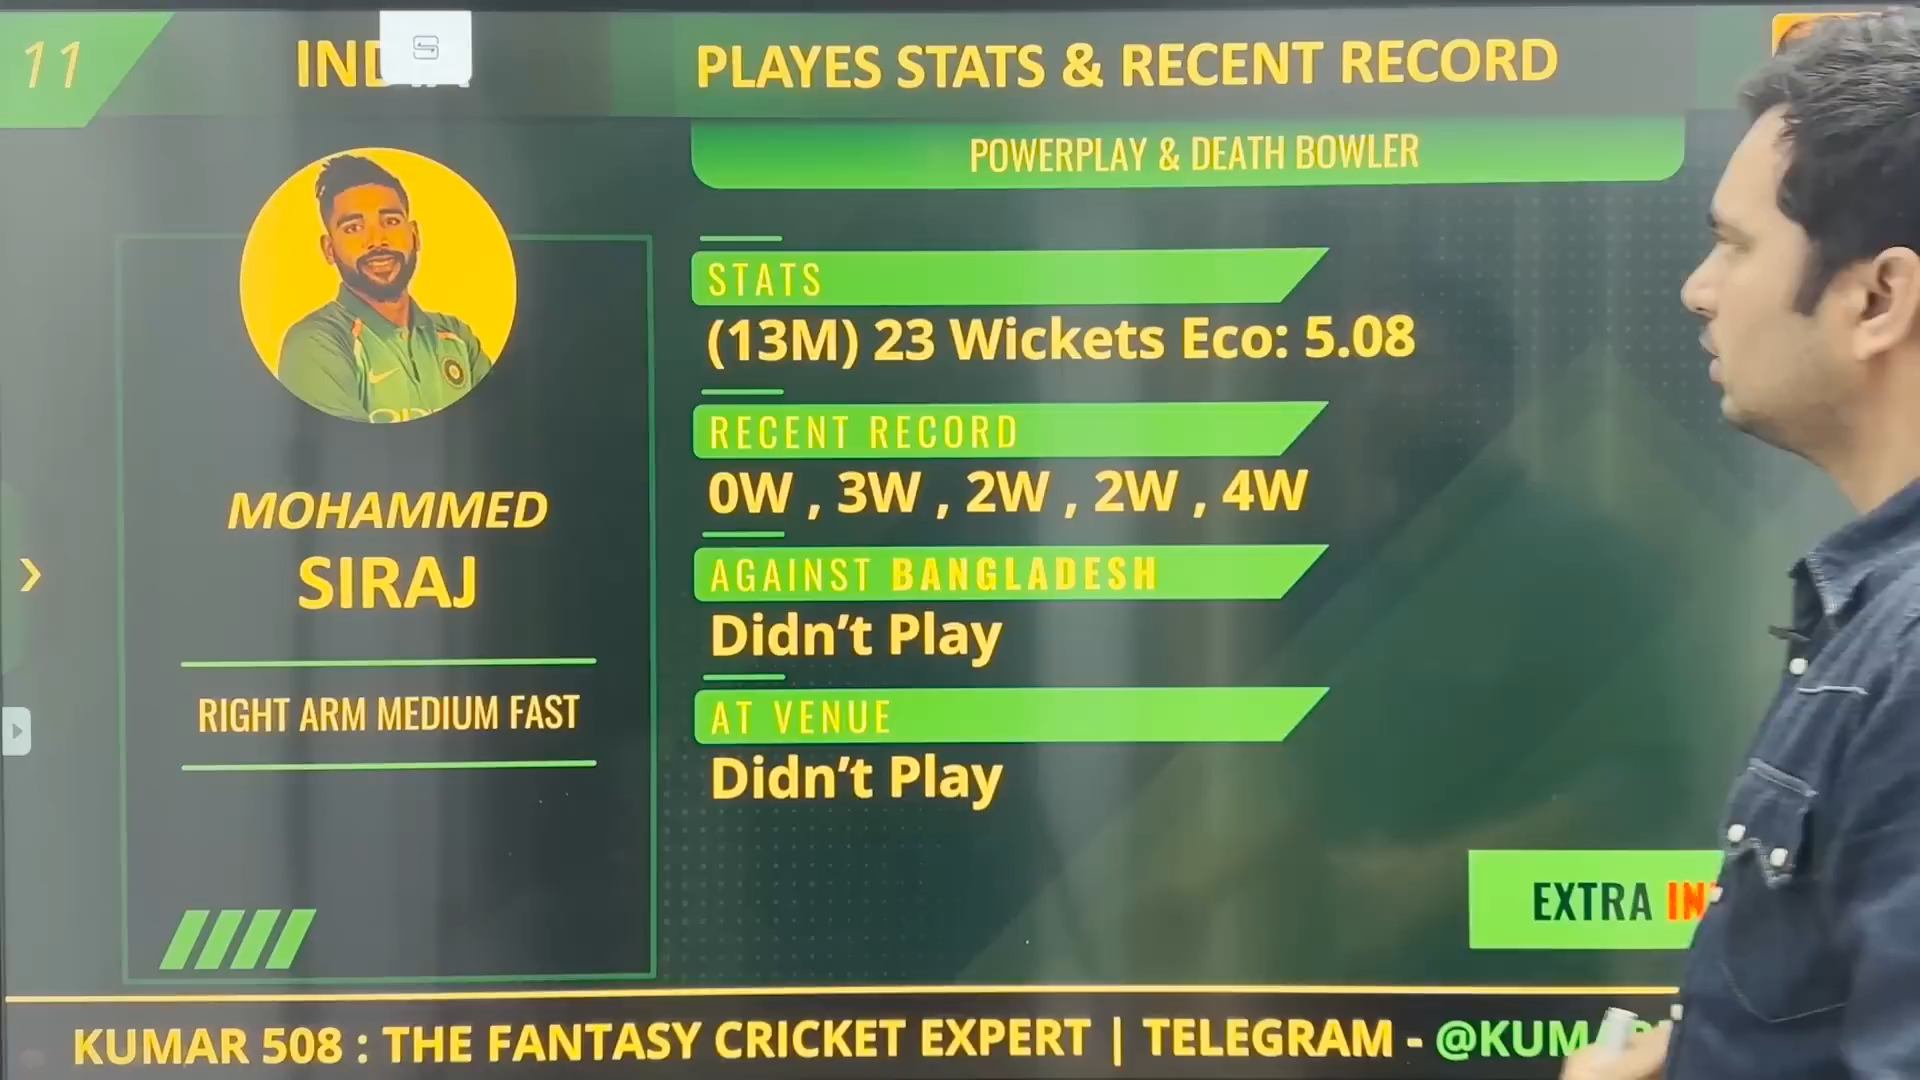 11
PLAYES STATS & RECENT RECORD
POWERPLAY & DEATH BOWLER
MOHAMMED
SIRAJ
RIGHT ARM MEDIUM FAST
STATS
(13M) 23 Wickets Eco: 5.08
RECENT RECORD
0W , 3W , 2W , 2W , 4W
AGAINST BANGLADESH
Didn't Play
AT VENUE
Didn't Play
EXTRA
KUMAR 508 : THE FANTASY CRICKET EXPERT | TELEGRAM -